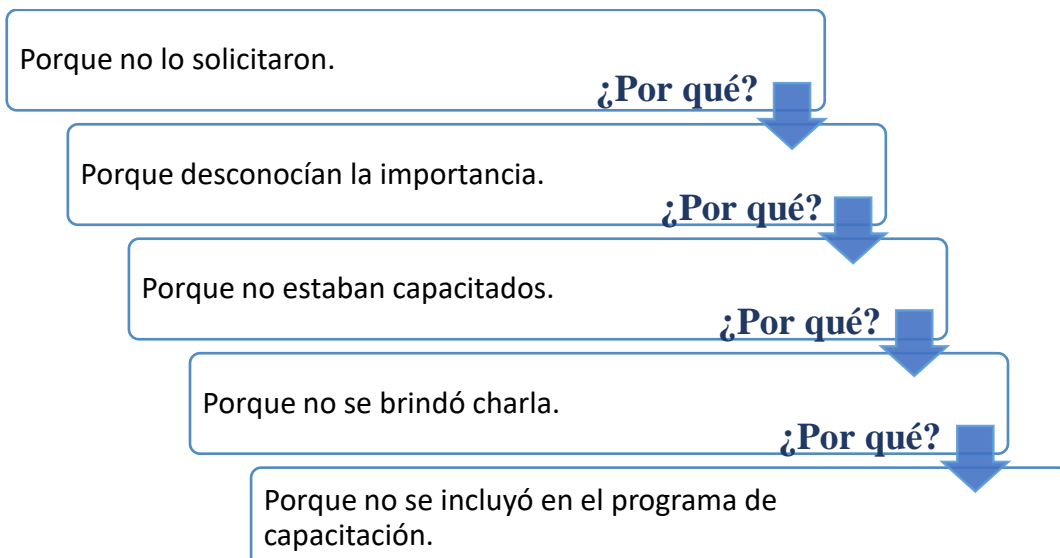 Porque no lo solicitaron.
¿Por qué?
Porque desconocían la importancia.
¿Por qué?
Porque no estaban capacitados.
¿Por qué?
Porque no se brindó charla.
¿Por qué?
Porque no se incluyó en el programa de
capacitación.